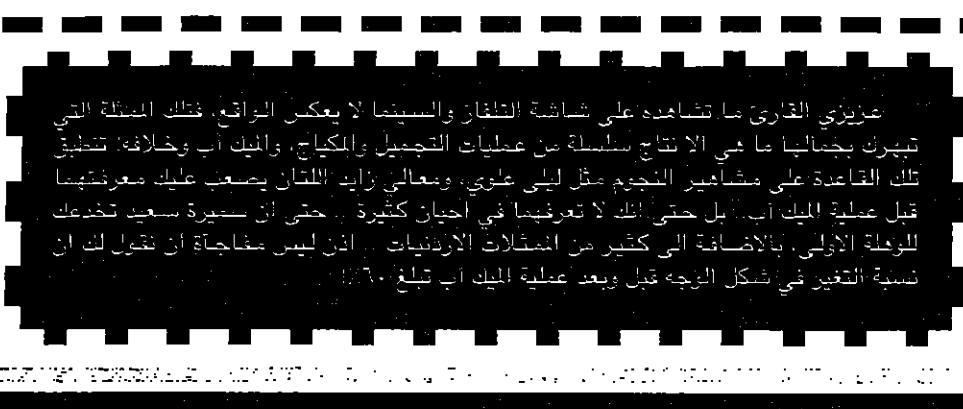 عزيزي القارئ ما تشاهده على شاشة التلفاز والسينما لا يعكس الواقع، فتلك الممثلة التي
تبهرك بجمالها ما هي الا نتاج سلسلة من عمليات التجميل والمكياج، والميك آب وخلافه! تنطبق
تلك القاعدة على مشاهير النجوم مثل ليلى علوي، ومعالي زايد اللتان يصعب عليك معرفتهما
قبل عملية الميك آب.. بل حتى انك لا تعرفهما في احيان كثيرة .. حتى ان سميرة سعيد تخدعك
للوهلة الاولى، بالاضافة الى كثير من الممثلات الاردنيات .. اذن ليس مفاجأة أن نقول لك ان
نسبة التغير في شكل الوجه قبل وبعد عملية الميك آب تبلغ ٦٠٪!